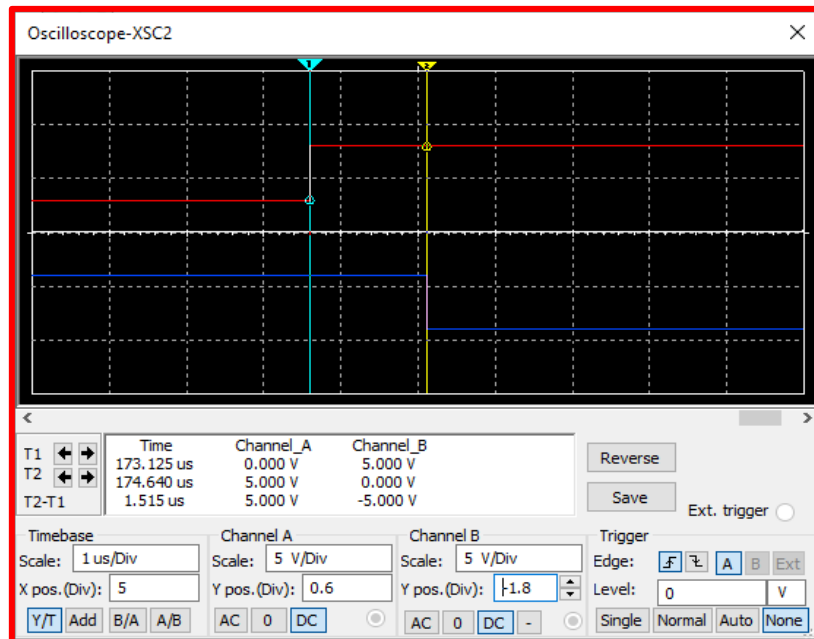 Oscilloscope-XSC2
1 2
T1 Time Channel_A Channel_B
173.125 us 0.000 V 5.000 V
T2 174.640 us 5.000 V 0.000 V
T2-T1 1.515 us 5.000 V -5.000 V
Reverse
Save
Ext. trigger
Timebase Channel A Channel B Trigger
Scale: 1 us/Div Scale: 5 V/Div Scale: 5 V/Div Edge: A B Ext
X pos.(Div): 5 Y pos.(Div): 0.6 Y pos.(Div): -1.8 Level: 0 V
Y/T Add B/A A/B AC 0 DC AC 0 DC - Single Normal Auto None